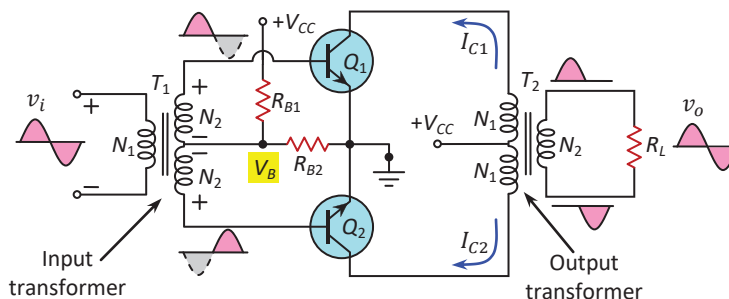 +V_CC
I_C1
Q_1
T_1
T_2
v_i
+
+
N_2
R_B1
N_1
v_o
−
N_1
+V_CC
R_L
−
N_2
V_B
R_B2
N_1
N_2
−
+
Q_2
I_C2
Input
transformer
Output
transformer